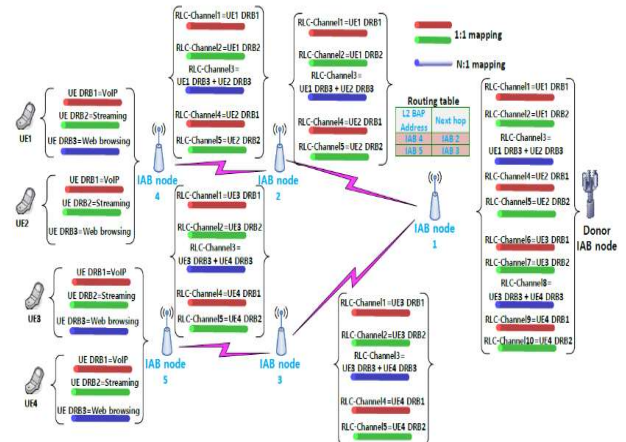 RLC-Channel1=UE1 DRB1
RLC-Channel2=UE1 DRB2
RLC-Channel3=
UE1 DRB3 + UE2 DRB3
RLC-Channel4=UE2 DRB1
RLC-Channel5=UE2 DRB2
RLC-Channel1=UE1 DRB1
RLC-Channel2=UE1 DRB2
RLC-Channel3=
UE1 DRB3 + UE2 DRB3
RLC-Channel4=UE2 DRB1
RLC-Channel5=UE2 DRB2
1:1 mapping
N:1 mapping
Routing table
L2 BAP
Address
Next hop
IAB 4
IAB 2
IAB 5
IAB 3
RLC-Channel1=UE1 DRB1
RLC-Channel2=UE1 DRB2
RLC-Channel3=
UE1 DRB3 + UE2 DRB3
RLC-Channel4=UE2 DRB1
RLC-Channel5=UE2 DRB2
RLC-Channel6=UE3 DRB1
RLC-Channel7=UE3 DRB2
RLC-Channel8=
UE3 DRB3 + UE4 DRB3
RLC-Channel9=UE4 DRB1
RLC-Channel10=UE4 DRB2
Donor
IAB node
UE1
UE DRB1=VoIP
UE DRB2=Streaming
UE DRB3=Web browsing
UE2
UE DRB1=VoIP
UE DRB2=Streaming
UE DRB3=Web browsing
IAB node
4
IAB node
2
IAB node
1
RLC-Channel1=UE3 DRB1
RLC-Channel2=UE3 DRB2
RLC-Channel3=
UE3 DRB3 + UE4 DRB3
RLC-Channel4=UE4 DRB1
RLC-Channel5=UE4 DRB2
UE3
UE DRB1=VoIP
UE DRB2=Streaming
UE DRB3=Web browsing
UE4
UE DRB1=VoIP
UE DRB2=Streaming
UE DRB3=Web browsing
IAB node
5
IAB node
3
RLC-Channel1=UE3 DRB1
RLC-Channel2=UE3 DRB2
RLC-Channel3=
UE3 DRB3 + UE4 DRB3
RLC-Channel4=UE4 DRB1
RLC-Channel5=UE4 DRB2